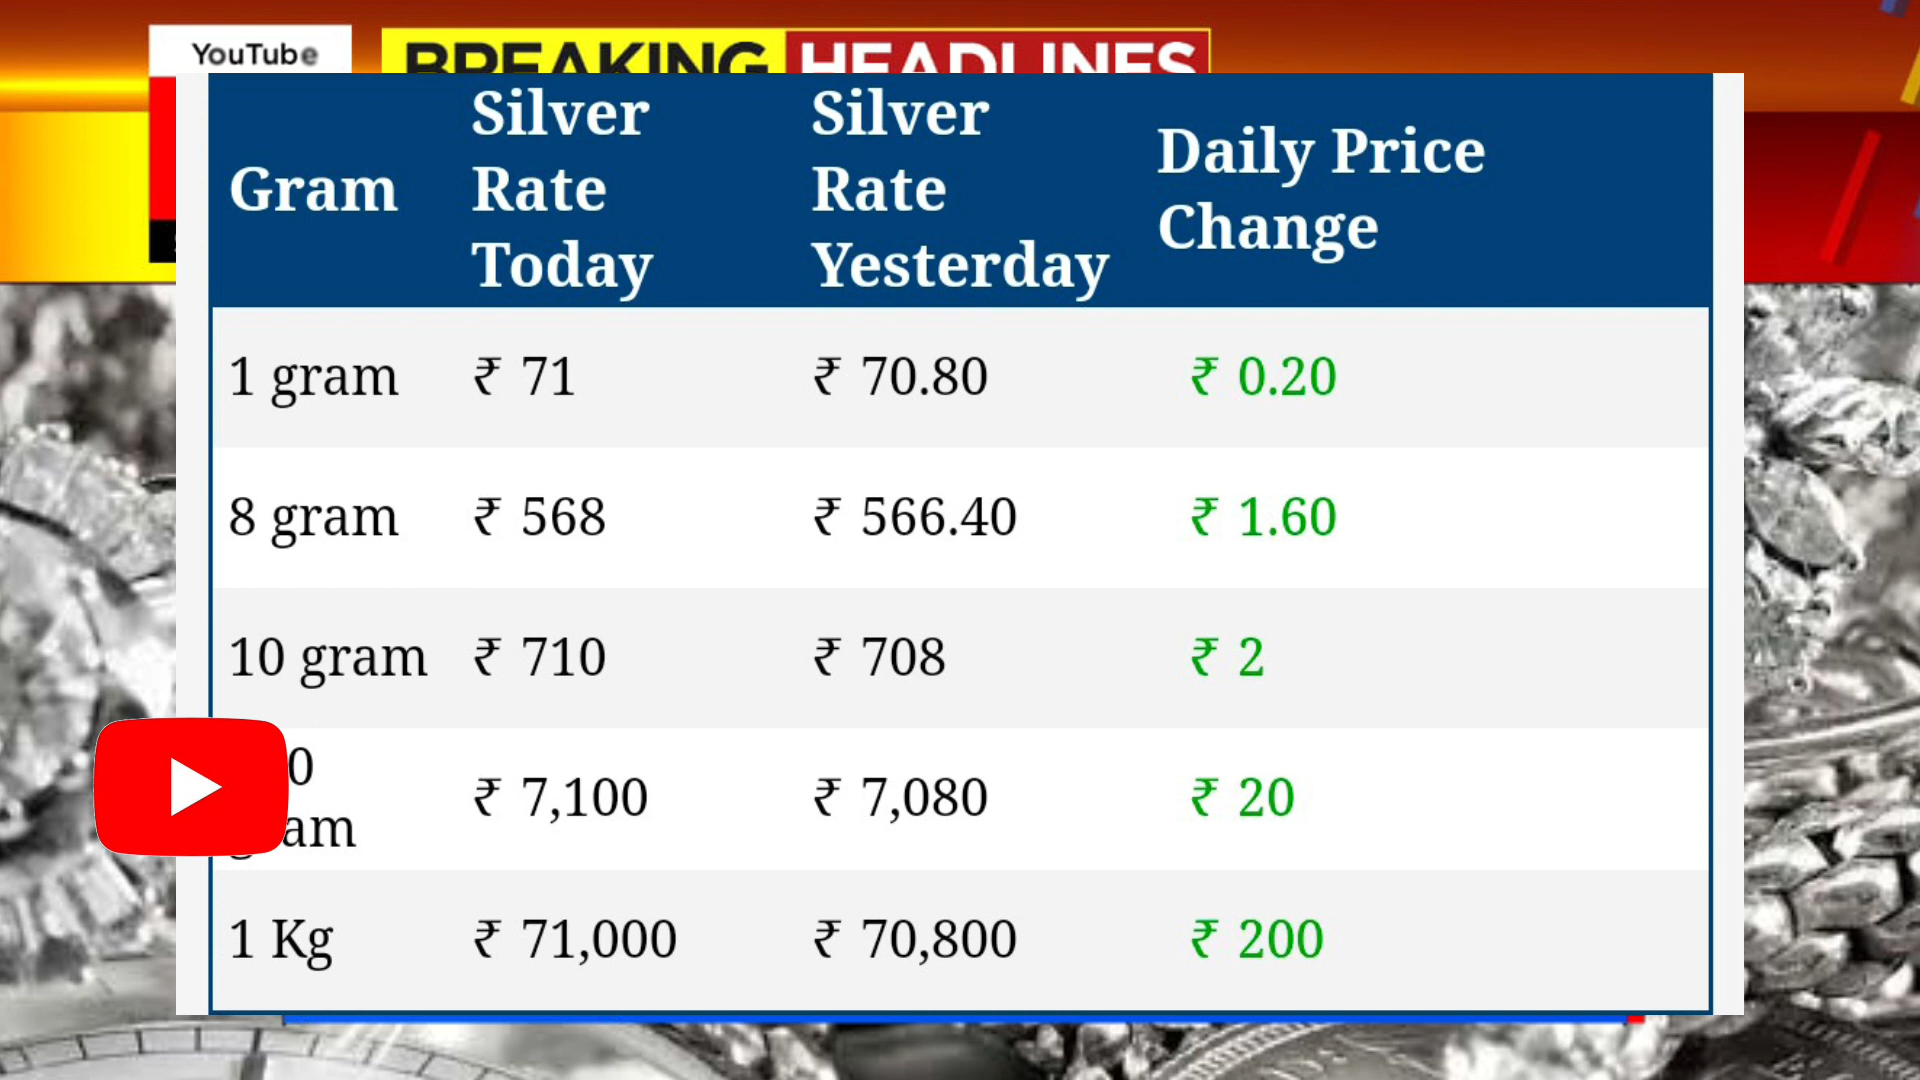 YouTube
BREAKING HEADLINES
Gram
Silver
Rate
Today
Silver
Rate
Yesterday
Daily Price
Change
1 gram ₹ 71 ₹ 70.80 ₹ 0.20
8 gram ₹ 568 ₹ 566.40 ₹ 1.60
10 gram ₹ 710 ₹ 708 ₹ 2
₹ 7,100 ₹ 7,080 ₹ 20
1 Kg ₹ 71,000 ₹ 70,800 ₹ 200